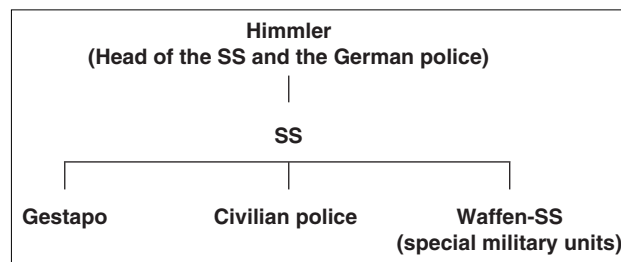 Himmler
(Head of the SS and the German police)
SS
Gestapo
Civilian police
Waffen-SS
(special military units)